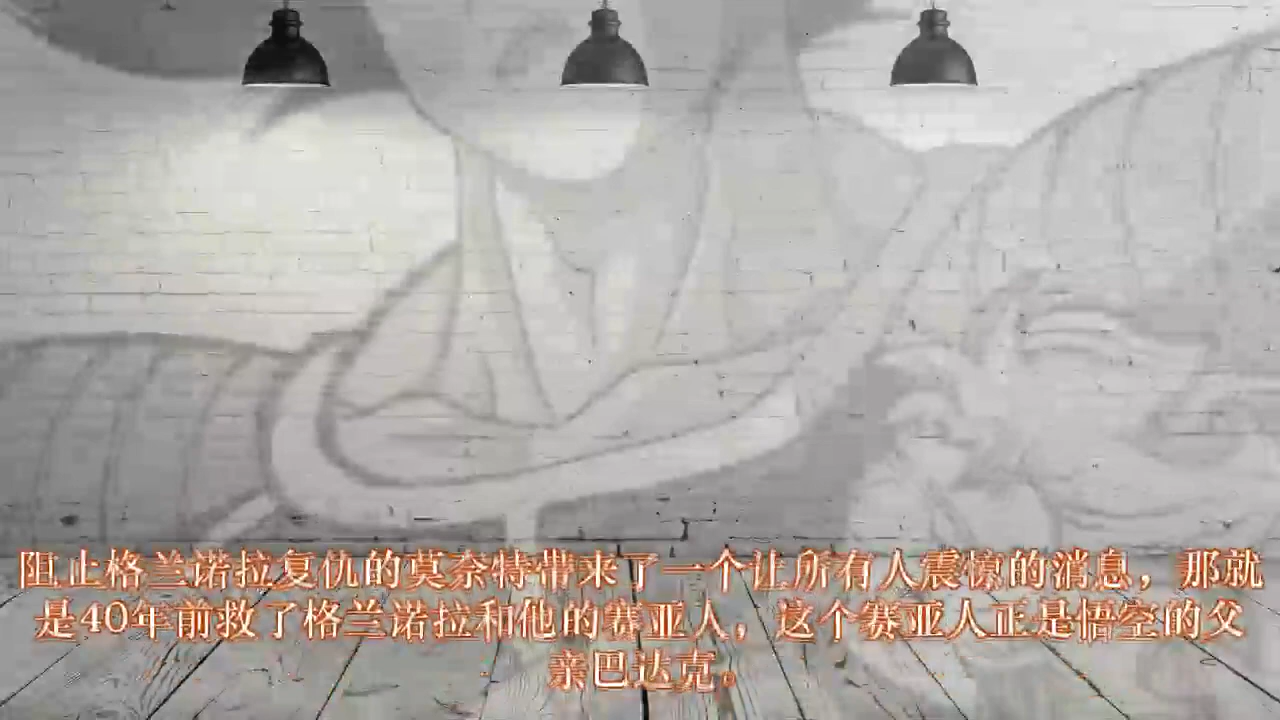 阻止格兰诺拉复仇的莫奈特带来了一个让所有人震惊的消息，那就
是40年前救了格兰诺拉和他的赛亚人，这个赛亚人正是悟空的父
亲巴达克。